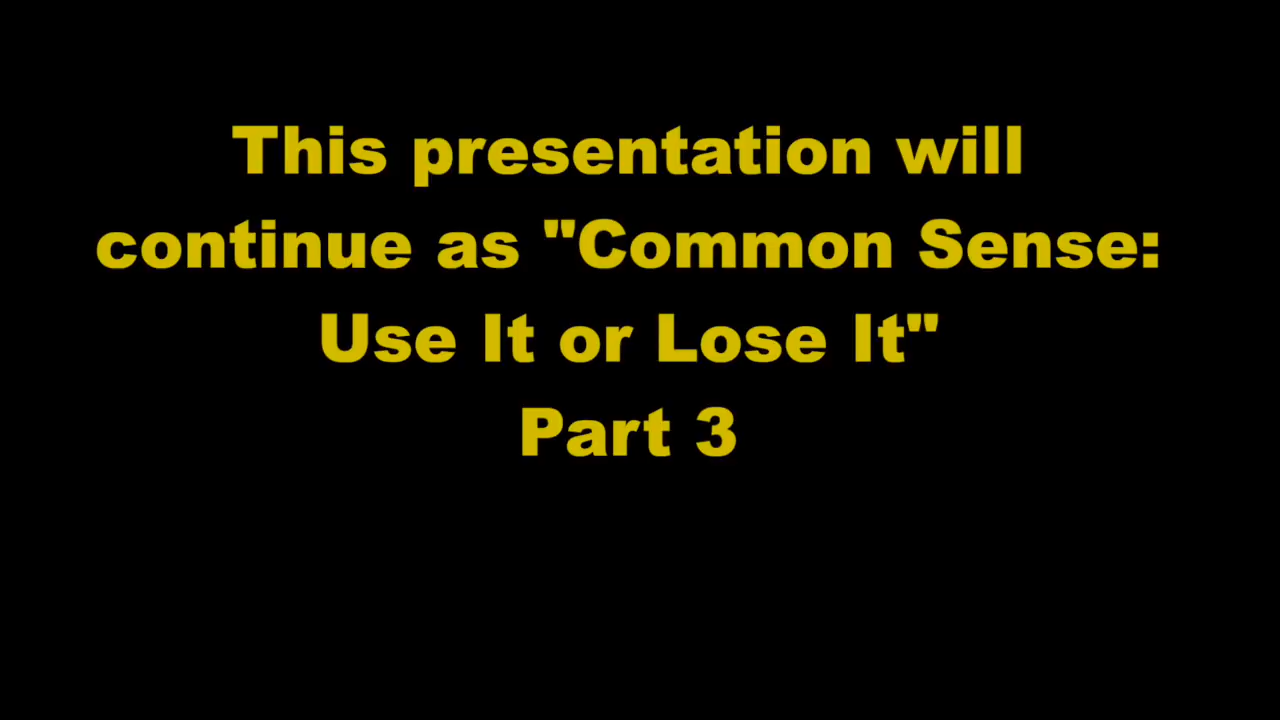 This presentation will
continue as "Common Sense:
Use It or Lose It"
Part 3